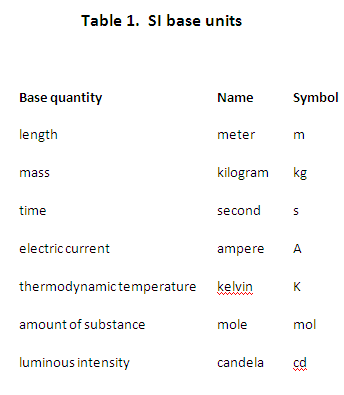 Table 1.  SI base units
Base quantity Name Symbol
length meter m
mass kilogram kg
time second s
electric current ampere A
thermodynamic temperature kelvin K
amount of substance mole mol
luminous intensity candela cd